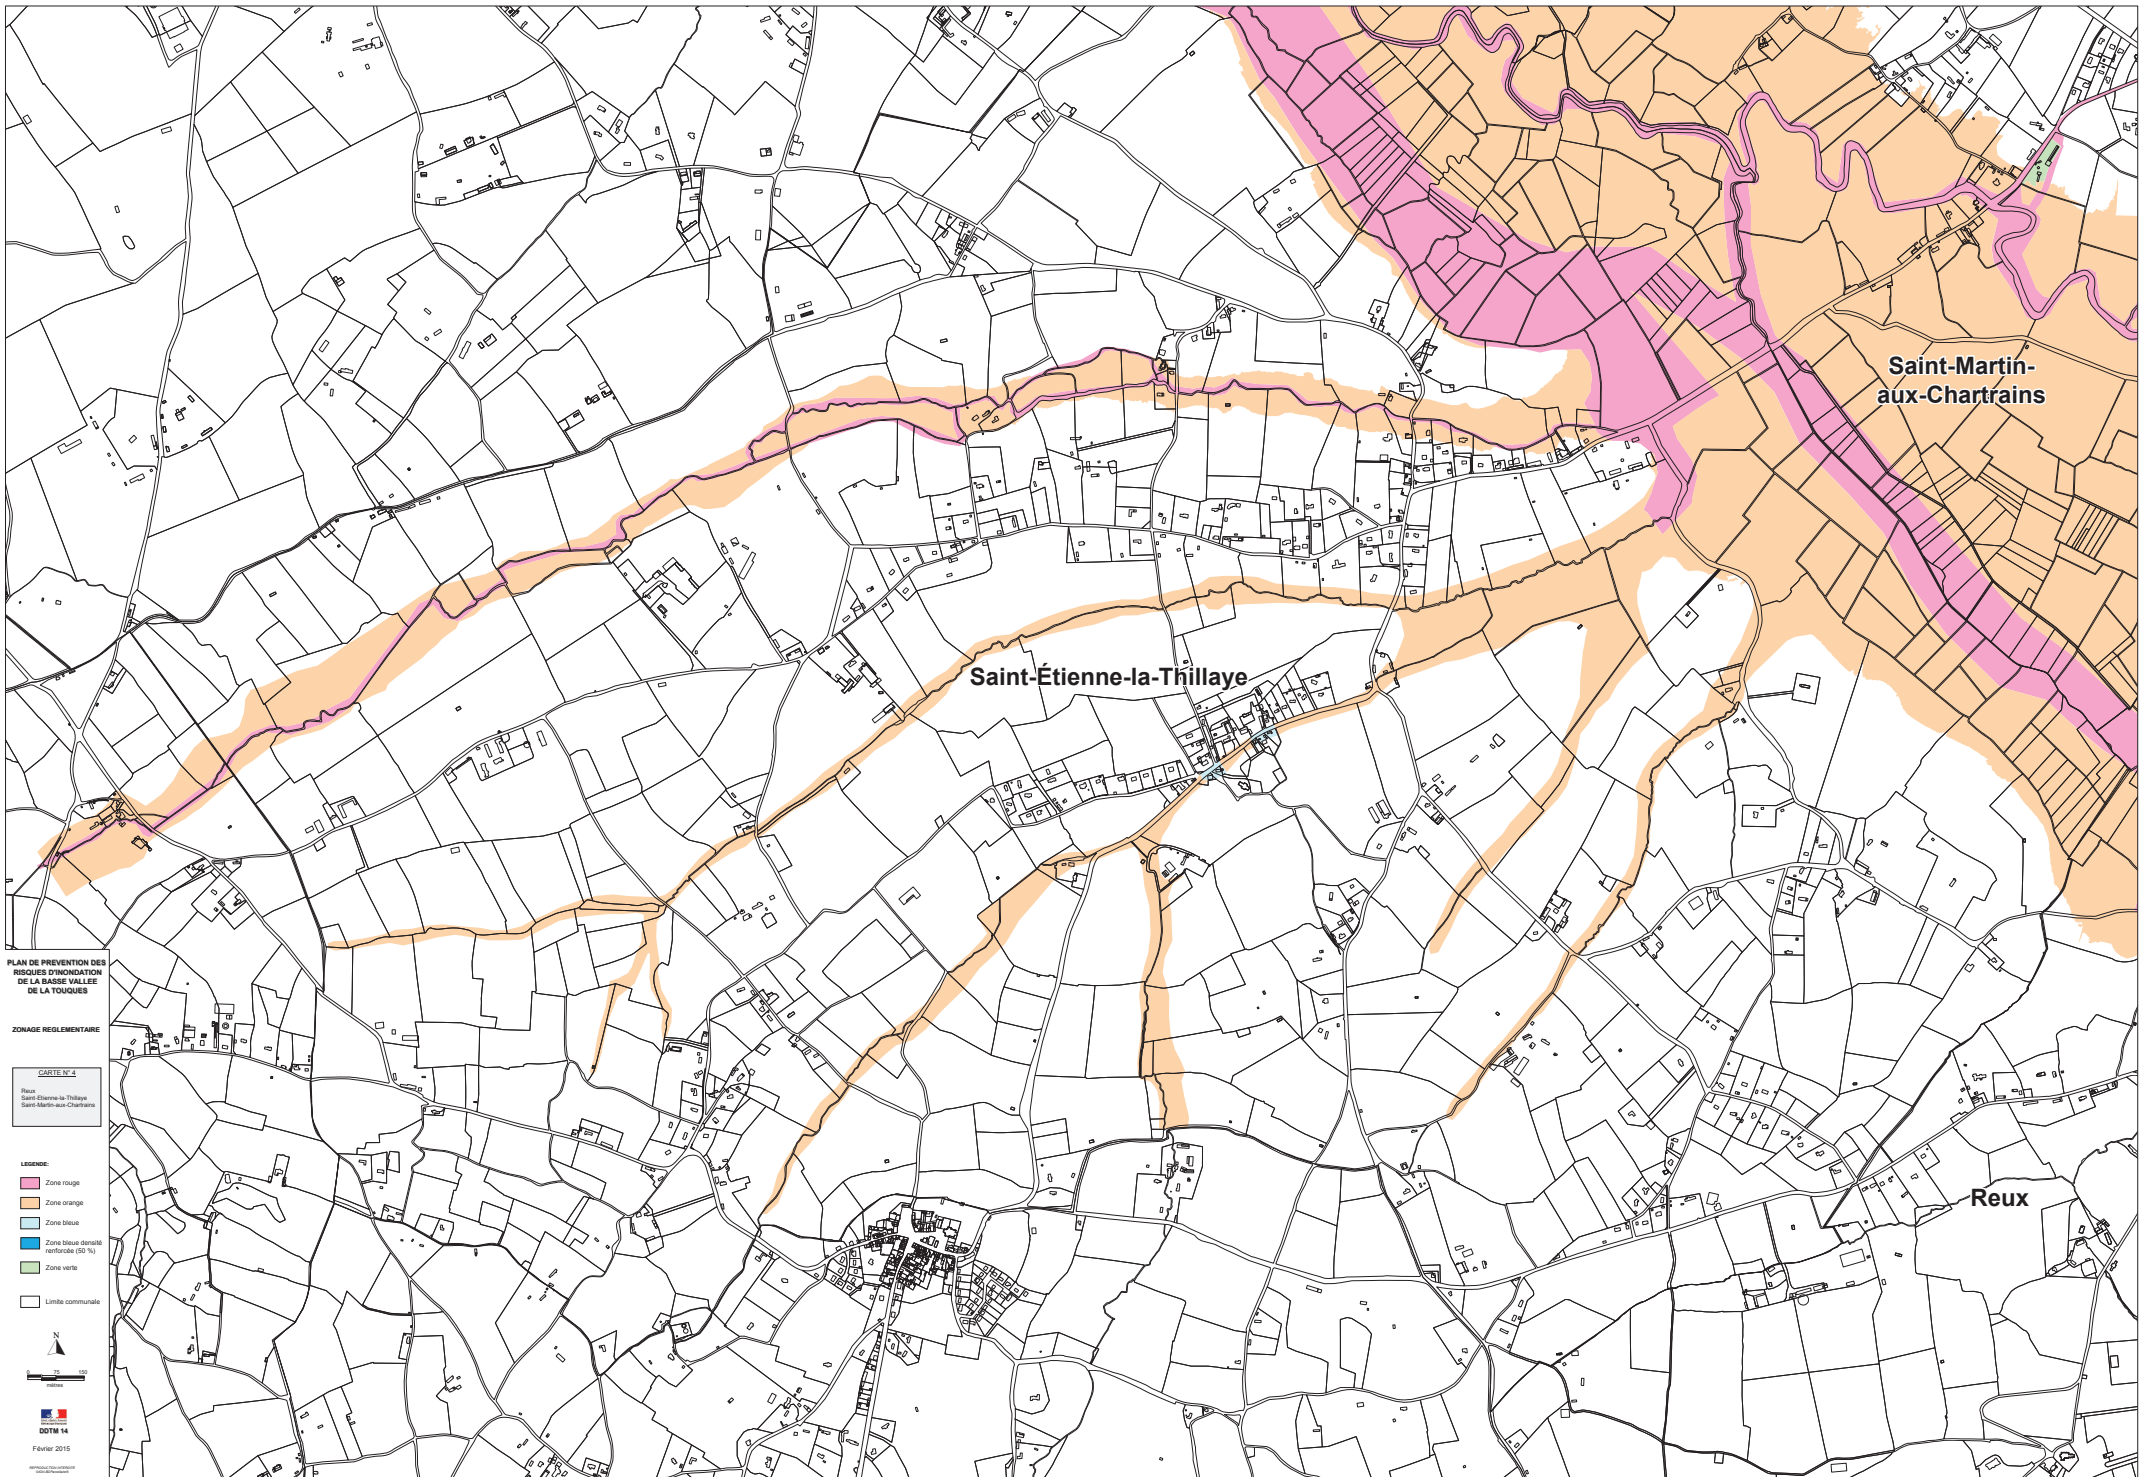 Saint-Martin-
aux-Chartrains
Saint-Étienne-la-Thillaye
Reux
PLAN DE PREVENTION DES
RISQUES D'INONDATION
DE LA BASSE VALLEE
DE LA TOUQUES
ZONAGE REGLEMENTAIRE
CARTE N° 4
Reux
Saint-Etienne-la-Thillaye
Saint-Martin-aux-Chartrains
LEGENDE:
Zone rouge
Zone orange
Zone bleue
Zone bleue densité
renforcée (50 %)
Zone verte
Limite communale
N
0 75 150
mètres
DDTM 14
Février 2015
REPRODUCTION INTERDITE